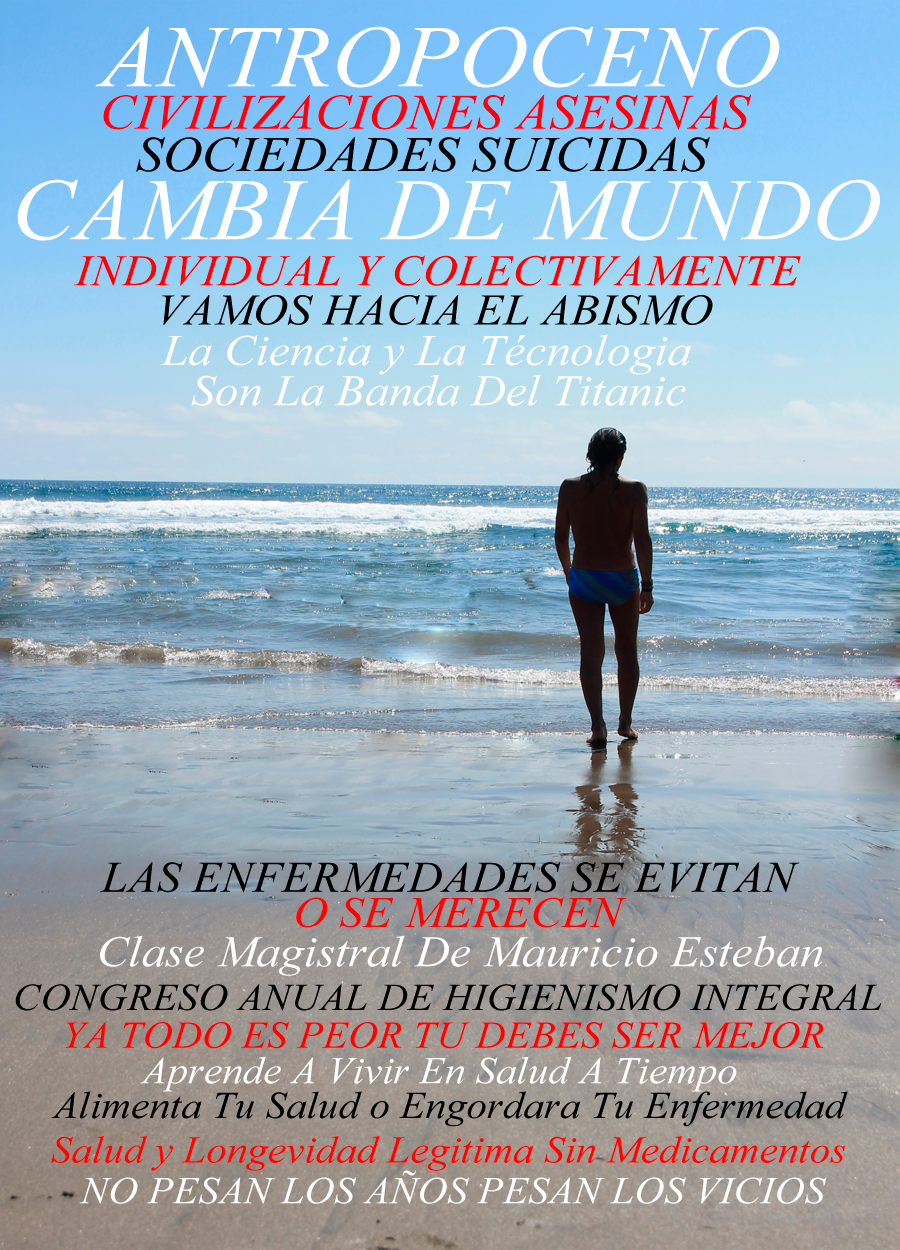 ANTROPOCENO
CIVILIZACIONES ASESINAS
SOCIEDADES SUICIDAS
CAMBIA DE MUNDO
INDIVIDUAL Y COLECTIVAMENTE
VAMOS HACIA EL ABISMO
La Ciencia y La Técnologia
Son La Banda Del Titanic
LAS ENFERMEDADES SE EVITAN
O SE MERECEN
Clase Magistral De Mauricio Esteban
CONGRESO ANUAL DE HIGIENISMO INTEGRAL
YA TODO ES PEOR TU DEBES SER MEJOR
Aprende A Vivir En Salud A Tiempo
Alimenta Tu Salud o Engordara Tu Enfermedad
Salud y Longevidad Legitima Sin Medicamentos
NO PESAN LOS AÑOS PESAN LOS VICIOS